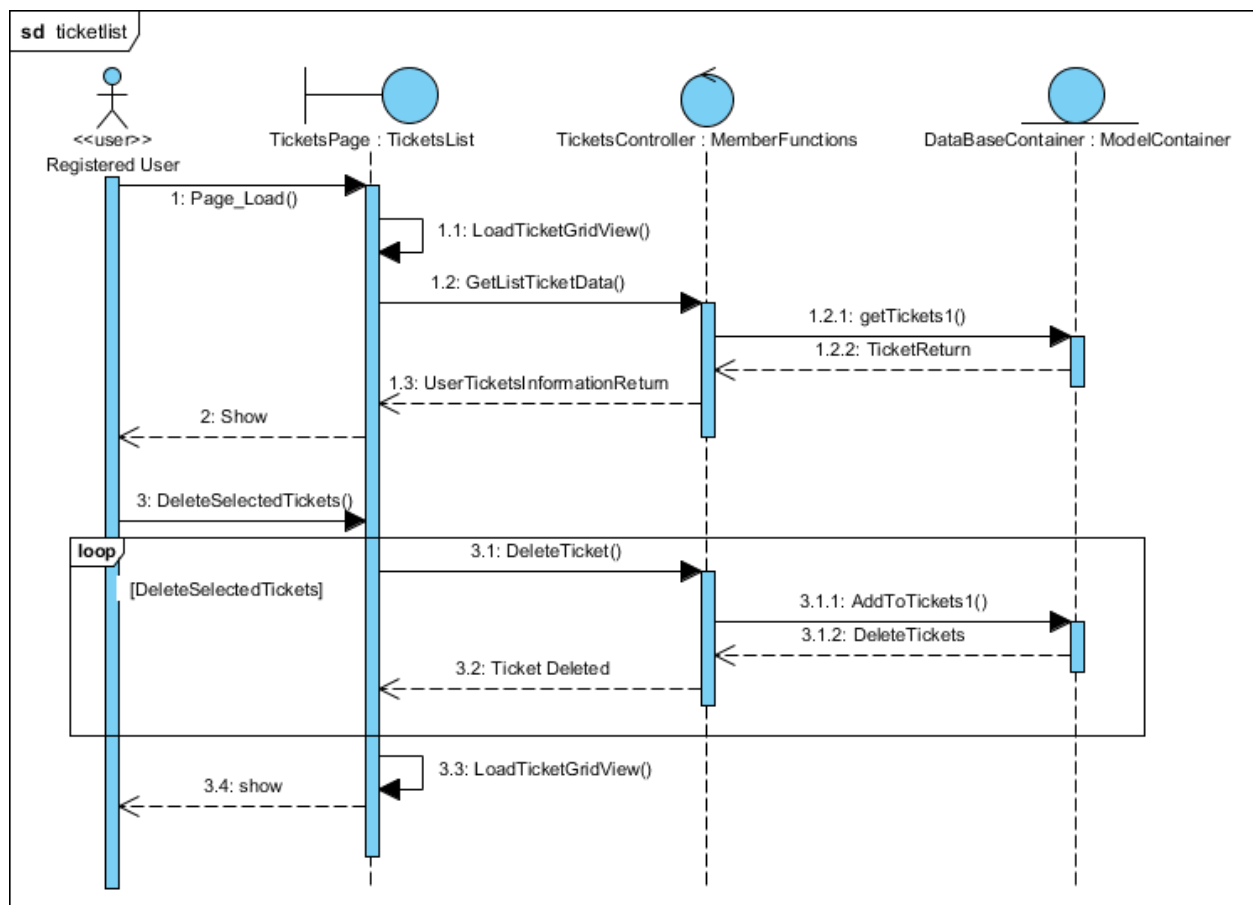 sd ticketlist
<<user>>
Registered User
TicketsPage : TicketsList
TicketsController : MemberFunctions
DataBaseContainer : ModelContainer
1: Page_Load()
1.1: LoadTicketGridView()
1.2: GetListTicketData()
1.2.1: getTickets1()
1.2.2: TicketReturn
1.3: UserTicketsInformationReturn
2: Show
3: DeleteSelectedTickets()
loop
[DeleteSelectedTickets]
3.1: DeleteTicket()
3.1.1: AddToTickets1()
3.1.2: DeleteTickets
3.2: Ticket Deleted
3.3: LoadTicketGridView()
3.4: show